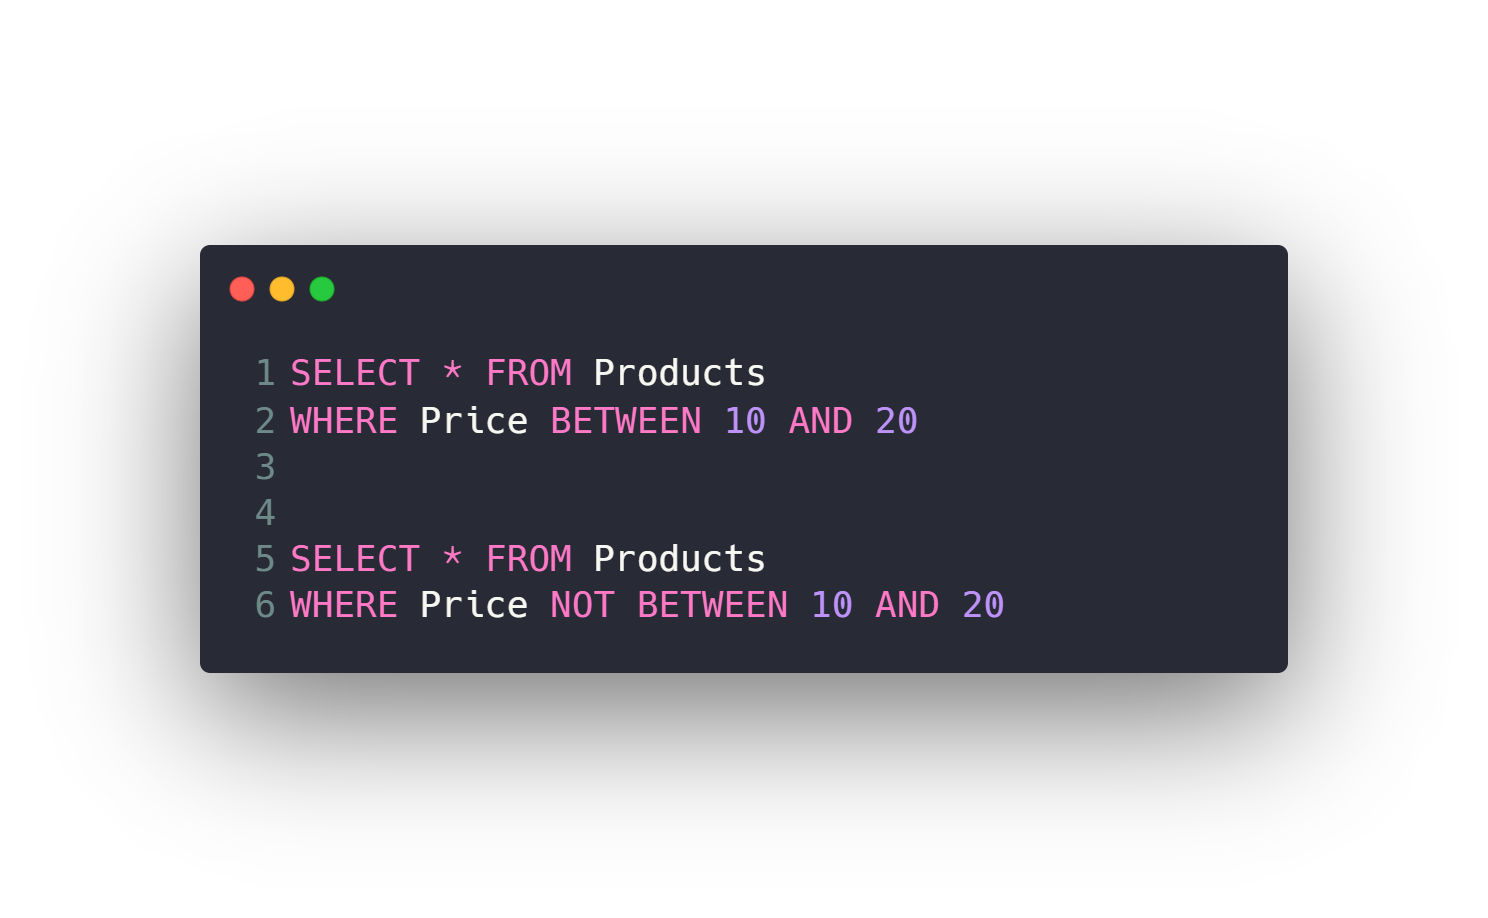 1 SELECT * FROM Products
2 WHERE Price BETWEEN 10 AND 20
3
4
5 SELECT * FROM Products
6 WHERE Price NOT BETWEEN 10 AND 20